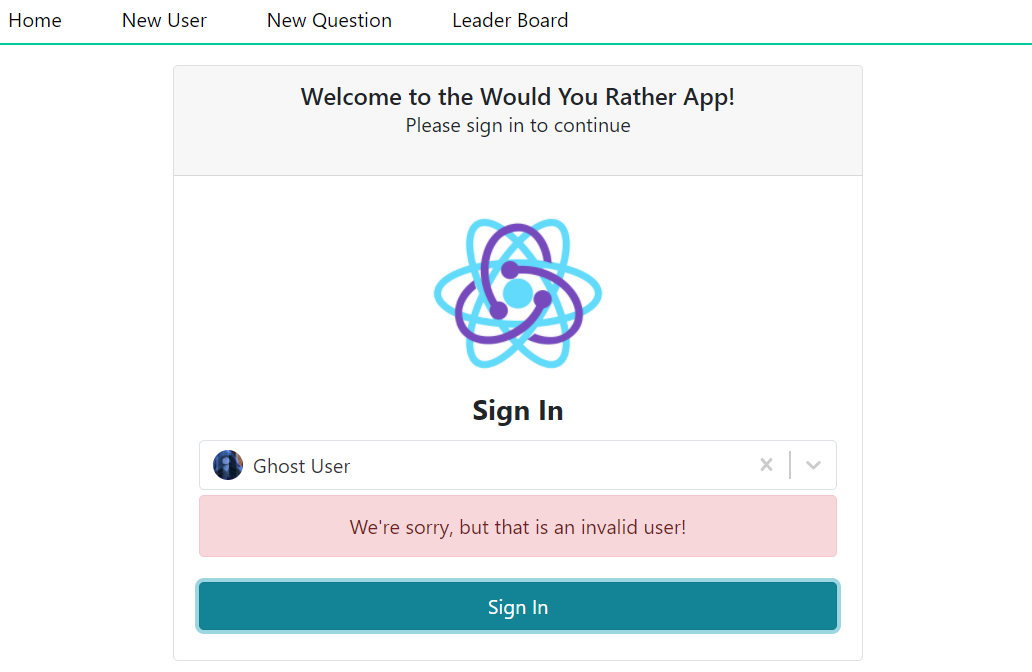 Home New User New Question Leader Board
Welcome to the Would You Rather App!
Please sign in to continue
Sign In
Ghost User
We're sorry, but that is an invalid user!
Sign In